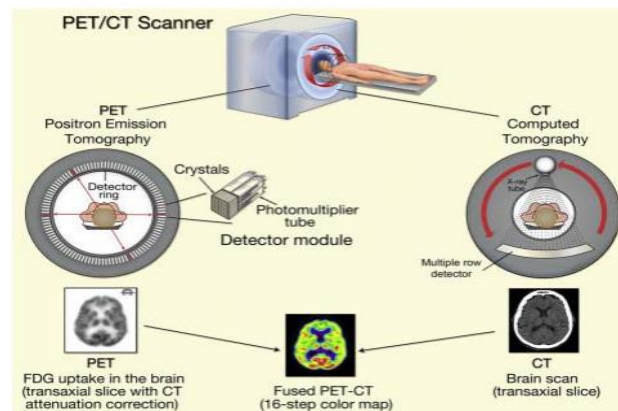 PET/CT Scanner
PET
Positron Emission
Tomography
CT
Computed
Tomography
Detector
ring
Crystals
Photomultiplier
tube
Detector module
X-ray
tube
Multiple row
detector
PET
FDG uptake in the brain
(transaxial slice with CT
attenuation correction)
Fused PET-CT
(16-step color map)
CT
Brain scan
(transaxial slice)